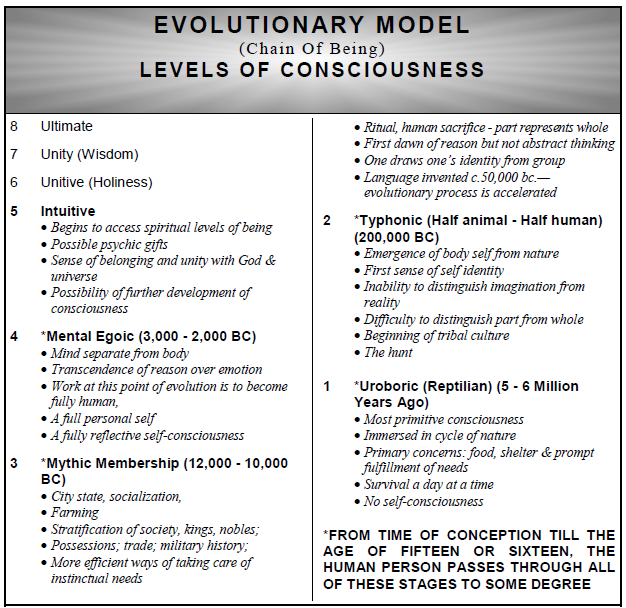 EVOLUTIONARY MODEL
(Chain Of Being)
LEVELS OF CONSCIOUSNESS
8 Ultimate
7 Unity (Wisdom)
6 Unitive (Holiness)
5 Intuitive
• Begins to access spiritual levels of being
• Possible psychic gifts
• Sense of belonging and unity with God &
universe
• Possibility of further development of
consciousness
4 *Mental Egoic (3,000 - 2,000 BC)
• Mind separate from body
• Transcendence of reason over emotion
• Work at this point of evolution is to become
fully human,
• A full personal self
• A fully reflective self-consciousness
3 *Mythic Membership (12,000 - 10,000
BC)
• City state, socialization,
• Farming
• Stratification of society, kings, nobles;
• Possessions; trade; military history;
• More efficient ways of taking care of
instinctual needs
• Ritual, human sacrifice - part represents whole
• First dawn of reason but not abstract thinking
• One draws one's identity from group
• Language invented c.50,000 bc.—
evolutionary process is accelerated
2 *Typhonic (Half animal - Half human)
(200,000 BC)
• Emergence of body self from nature
• First sense of self identity
• Inability to distinguish imagination from
reality
• Difficulty to distinguish part from whole
• Beginning of tribal culture
• The hunt
1 *Uroboric (Reptilian) (5 - 6 Million
Years Ago)
• Most primitive consciousness
• Immersed in cycle of nature
• Primary concerns: food, shelter & prompt
fulfillment of needs
• Survival a day at a time
• No self-consciousness
*FROM TIME OF CONCEPTION TILL THE
AGE OF FIFTEEN OR SIXTEEN, THE
HUMAN PERSON PASSES THROUGH ALL
OF THESE STAGES TO SOME DEGREE